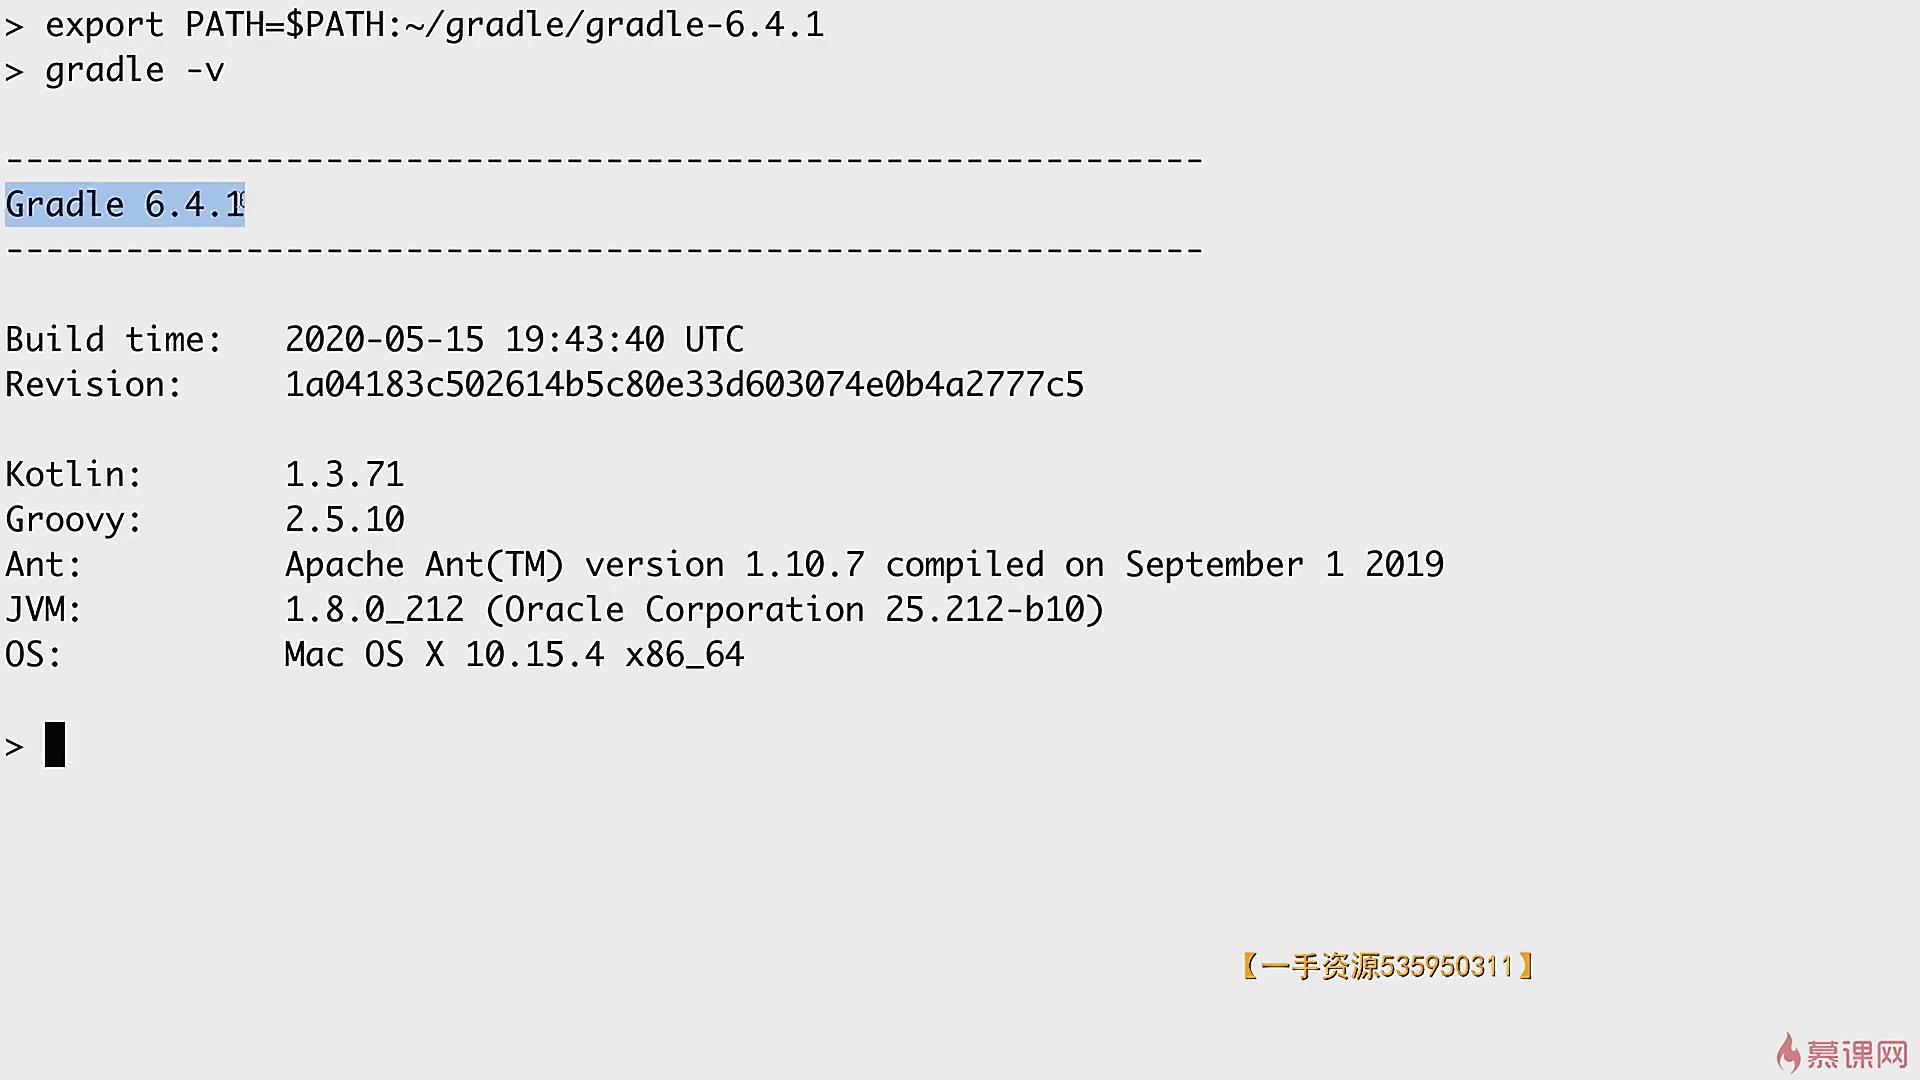 > export PATH=$PATH:~/gradle/gradle-6.4.1
> gradle -v
------------------------------------------------------------
Gradle 6.4.1
------------------------------------------------------------
Build time:   2020-05-15 19:43:40 UTC
Revision:     1a04183c502614b5c80e33d603074e0b4a2777c5
Kotlin:       1.3.71
Groovy:       2.5.10
Ant:          Apache Ant(TM) version 1.10.7 compiled on September 1 2019
JVM:          1.8.0_212 (Oracle Corporation 25.212-b10)
OS:           Mac OS X 10.15.4 x86_64
>
【一手资源535950311】
慕课网